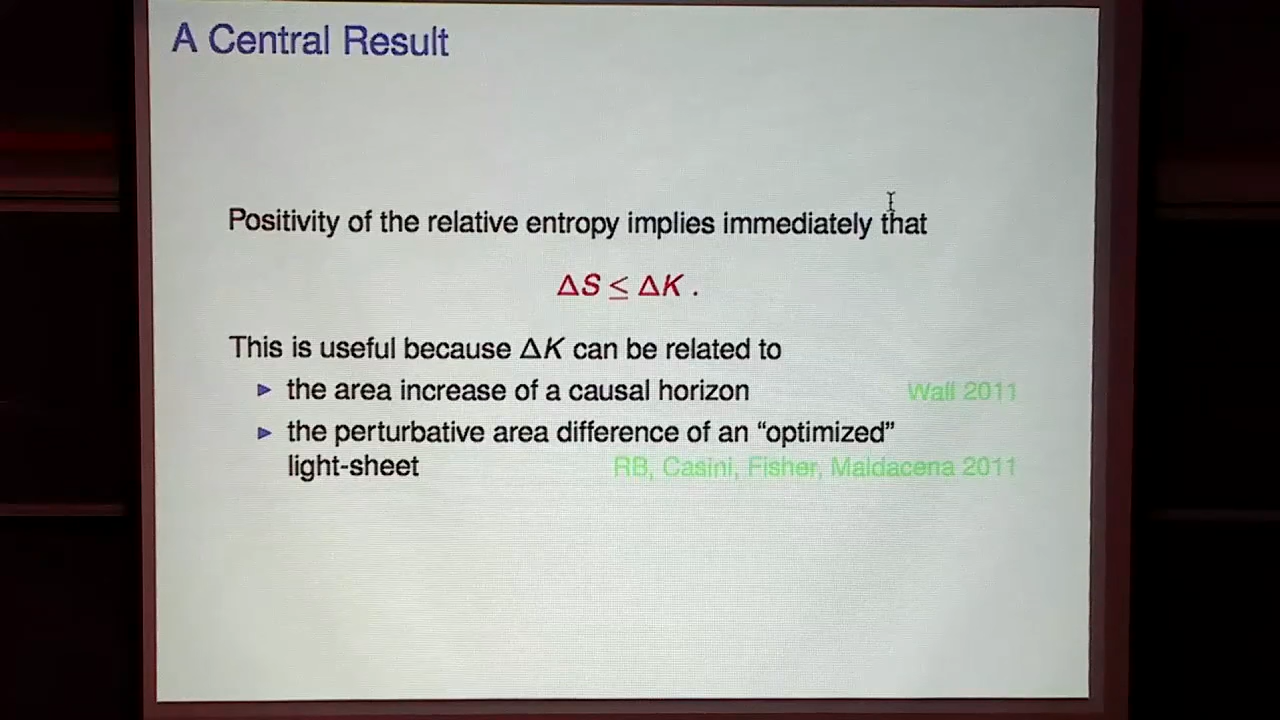 A Central Result
Positivity of the relative entropy implies immediately that
ΔS ≤ ΔK .
This is useful because ΔK can be related to
▶ the area increase of a causal horizon Wall 2011
▶ the perturbative area difference of an “optimized”
light-sheet RB, Casini, Fisher, Maldacena 2011